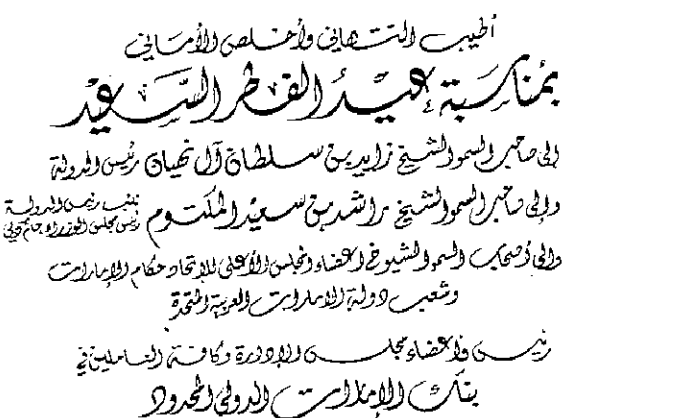 أطيب التهاني وأخلص الأماني
بمناسبة عيد الفطر السعيد
إلى صاحب السمو الشيخ زايد بن سلطان آل نهيان رئيس الدولة
وإلى صاحب السمو الشيخ راشد بن سعيد المكتوم نائب رئيس الدولة
رئيس مجلس الوزراء حاكم دبي
وإلى أصحاب السمو الشيوخ أعضاء المجلس الأعلى للاتحاد حكام الإمارات
وشعب دولة الإمارات العربية المتحدة
رئيس وأعضاء مجلس الإدارة وكافة العاملين في
بنك الإمارات الدولي المحدود